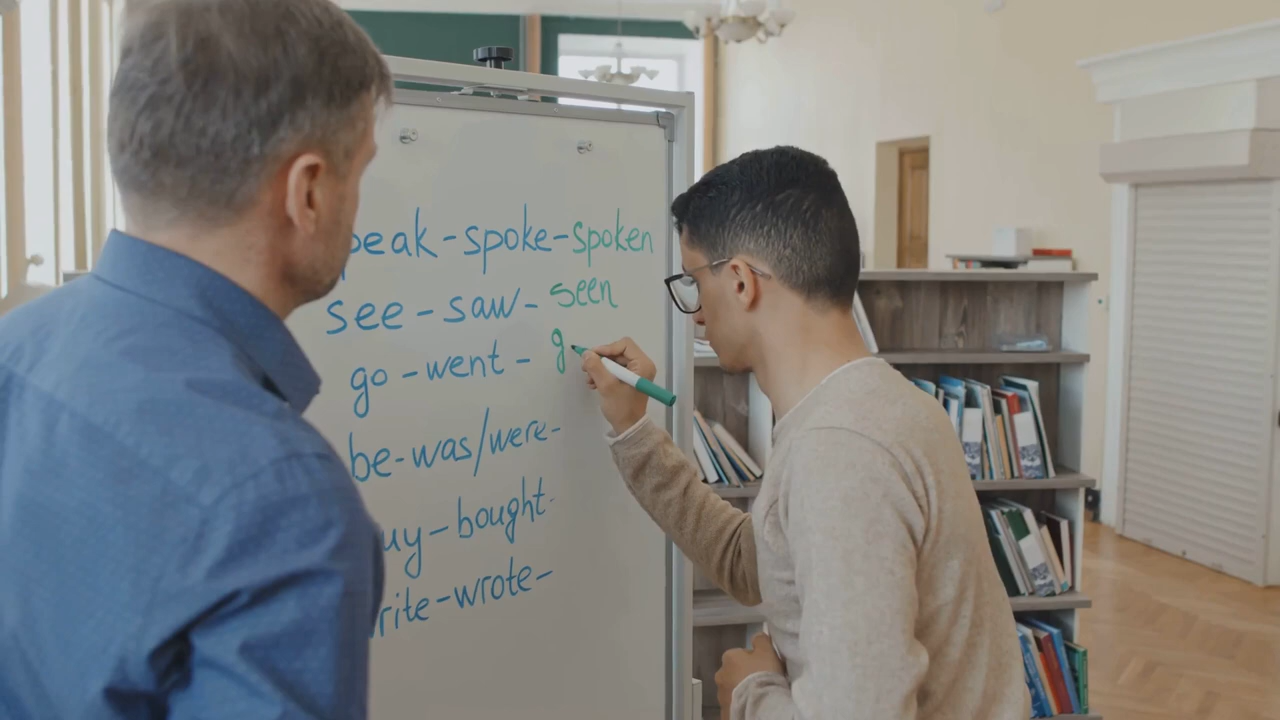 peak-spoke-spoken
see-saw-seen
go-went-g
be-was/were-
uy-bought-
rite-wrote-